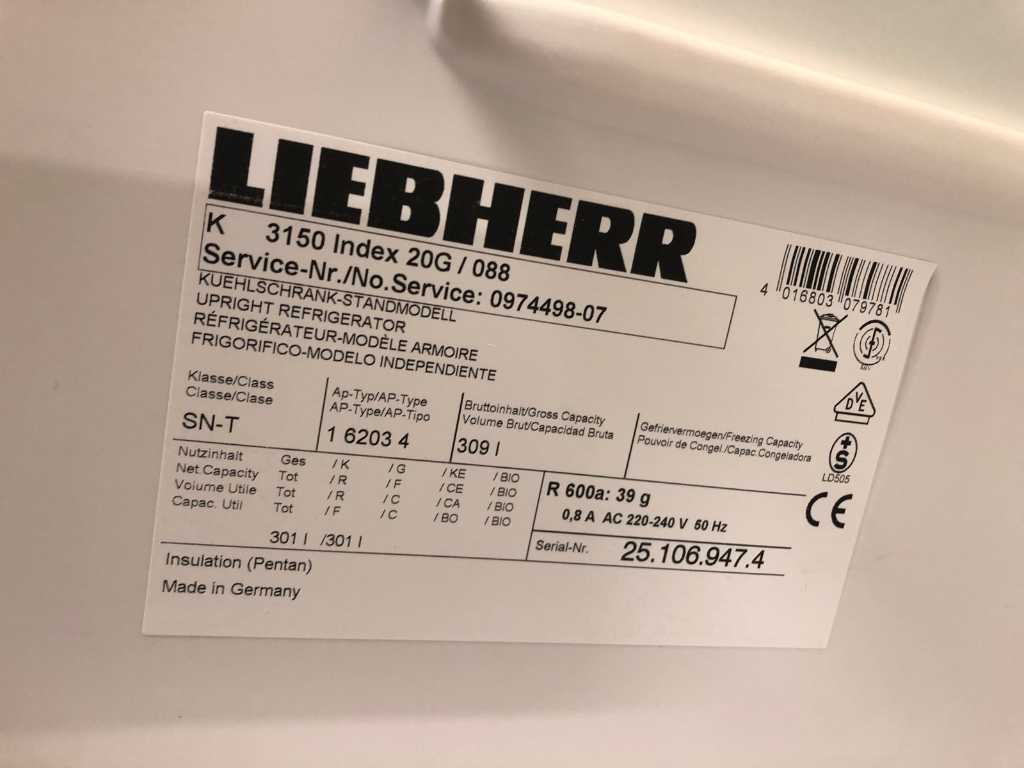 LIEBHERR
K 3150 Index 20G / 088
Service-Nr./No.Service: 0974498-07
4 016803 079781
KUEHLSCHRANK-STANDMODELL
UPRIGHT REFRIGERATOR
RÉFRIGÉRATEUR-MODÈLE ARMOIRE
FRIGORIFICO-MODELO INDEPENDIENTE
Klasse/Class
Classe/Clase
SN-T
Ap-Typ/AP-Type
AP-Type/AP-Tipo
1 6203 4
Bruttoinhalt/Gross Capacity
Volume Brut/Capacidad Bruta
309 l
Gefriervermoegen/Freezing Capacity
Pouvoir de Congel./Capac.Congeladora
Nutzinhalt Ges / K / G / KE / BIO
Net Capacity Tot / R / F / CE / BIO
Volume Utile Tot / R / C / CA / BIO
Capac. Util Tot / F / C / BO / BIO
301 l /301 l
R 600a: 39 g
0,8 A AC 220-240 V 50 Hz
Serial-Nr. 25.106.947.4
Insulation (Pentan)
Made in Germany
DVE
S
LD505
CE